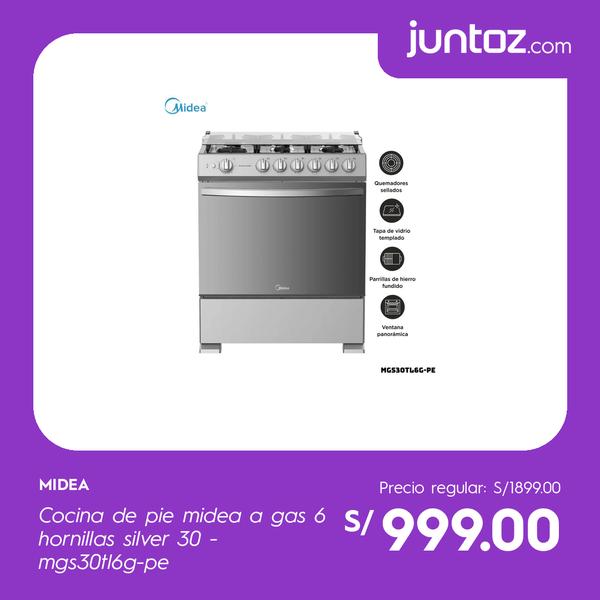 juntoz.com
Midea
Quemadores
sellados
Tapa de vidrio
templado
Parrillas de hierro
fundido
Ventana
panorámica
Midea
MGS30TL6G-PE
MIDEA
Cocina de pie midea a gas 6
hornillas silver 30 -
mgs30tl6g-pe
Precio regular: S/1899.00
S/ 999.00